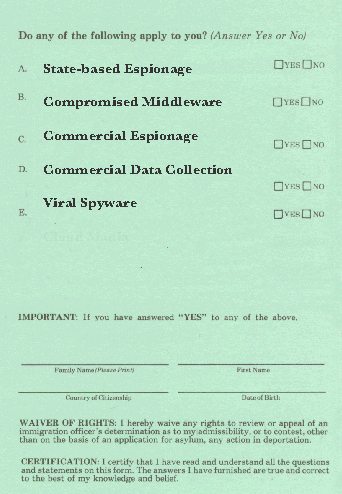 Do any of the following apply to you? (Answer Yes or No)
A. State-based Espionage YES NO
B. Compromised Middleware YES NO
C. Commercial Espionage YES NO
D. Commercial Data Collection YES NO
E. Viral Spyware YES NO
IMPORTANT: If you have answered “YES” to any of the above,
Family Name (Please Print) First Name
Country of Citizenship Date of Birth
WAIVER OF RIGHTS: I hereby waive any rights to review or appeal of an
immigration officer's determination as to my admissibility, or to contest, other
than on the basis of an application for asylum, any action in deportation.
CERTIFICATION: I certify that I have read and understand all the questions
and statements on this form. The answers I have furnished are true and correct
to the best of my knowledge and belief.